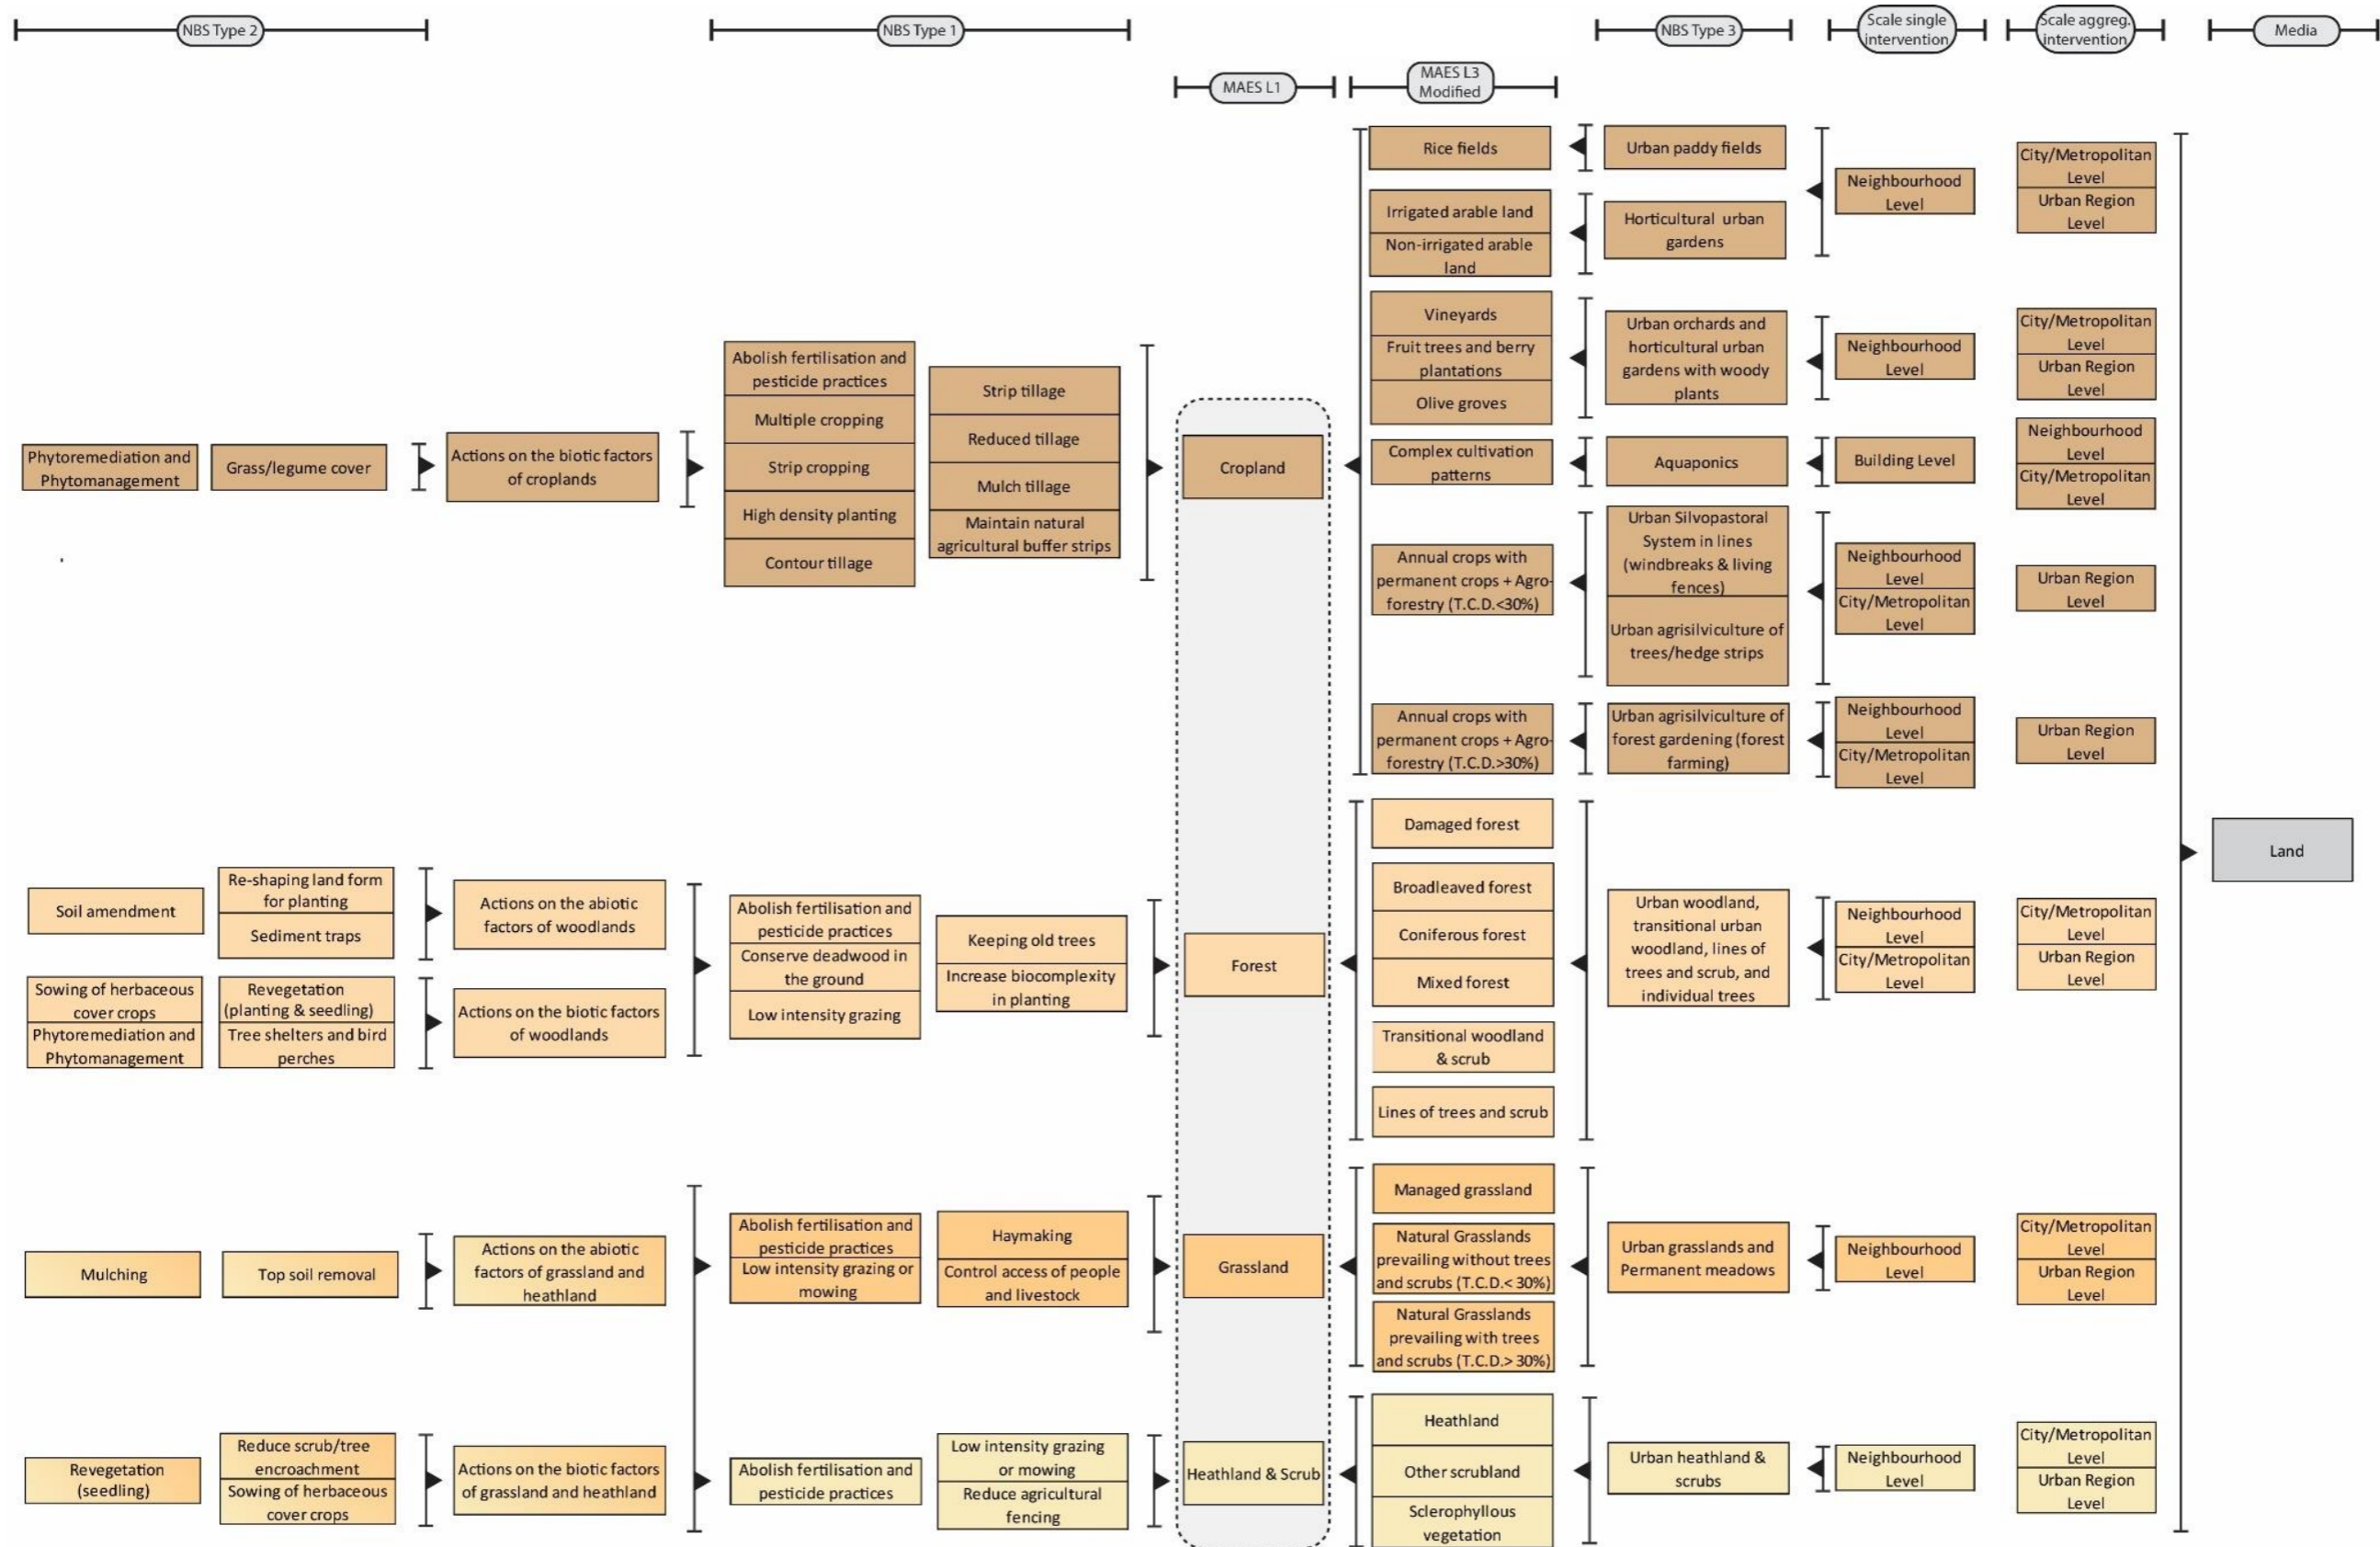 NBS Type 2
NBS Type 1
NBS Type 3
Scale single
intervention
Scale aggreg.
intervention
Media
MAES L1
MAES L3
Modified
Phytoremediation and
Phytomanagement
Grass/legume cover
Actions on the biotic factors
of croplands
Abolish fertilisation and
pesticide practices
Multiple cropping
Strip cropping
High density planting
Contour tillage
Strip tillage
Reduced tillage
Mulch tillage
Maintain natural
agricultural buffer strips
Cropland
Rice fields
Urban paddy fields
Irrigated arable land
Non-irrigated arable
land
Horticultural urban
gardens
Neighbourhood
Level
City/Metropolitan
Level
Urban Region
Level
Vineyards
Fruit trees and berry
plantations
Olive groves
Urban orchards and
horticultural urban
gardens with woody
plants
Neighbourhood
Level
City/Metropolitan
Level
Urban Region
Level
Complex cultivation
patterns
Aquaponics
Building Level
Neighbourhood
Level
City/Metropolitan
Level
Annual crops with
permanent crops + Agro-
forestry (T.C.D.<30%)
Urban Silvopastoral
System in lines
(windbreaks & living
fences)
Urban agrisilviculture of
trees/hedge strips
Neighbourhood
Level
City/Metropolitan
Level
Urban Region
Level
Annual crops with
permanent crops + Agro-
forestry (T.C.D.>30%)
Urban agrisilviculture of
forest gardening (forest
farming)
Neighbourhood
Level
City/Metropolitan
Level
Urban Region
Level
Land
Soil amendment
Re-shaping land form
for planting
Sediment traps
Actions on the abiotic
factors of woodlands
Sowing of herbaceous
cover crops
Phytoremediation and
Phytomanagement
Revegetation
(planting & seedling)
Tree shelters and bird
perches
Actions on the biotic factors
of woodlands
Abolish fertilisation and
pesticide practices
Conserve deadwood in
the ground
Low intensity grazing
Keeping old trees
Increase biocomplexity
in planting
Forest
Damaged forest
Broadleaved forest
Coniferous forest
Mixed forest
Transitional woodland
& scrub
Lines of trees and scrub
Urban woodland,
transitional urban
woodland, lines of
trees and scrub, and
individual trees
Neighbourhood
Level
City/Metropolitan
Level
City/Metropolitan
Level
Urban Region
Level
Mulching
Top soil removal
Actions on the abiotic
factors of grassland and
heathland
Abolish fertilisation and
pesticide practices
Low intensity grazing or
mowing
Haymaking
Control access of people
and livestock
Grassland
Managed grassland
Natural Grasslands
prevailing without trees
and scrubs (T.C.D.< 30%)
Natural Grasslands
prevailing with trees
and scrubs (T.C.D.> 30%)
Urban grasslands and
Permanent meadows
Neighbourhood
Level
City/Metropolitan
Level
Urban Region
Level
Revegetation
(seedling)
Reduce scrub/tree
encroachment
Sowing of herbaceous
cover crops
Actions on the biotic factors
of grassland and heathland
Abolish fertilisation and
pesticide practices
Low intensity grazing
or mowing
Reduce agricultural
fencing
Heathland & Scrub
Heathland
Other scrubland
Sclerophyllous
vegetation
Urban heathland &
scrubs
Neighbourhood
Level
City/Metropolitan
Level
Urban Region
Level